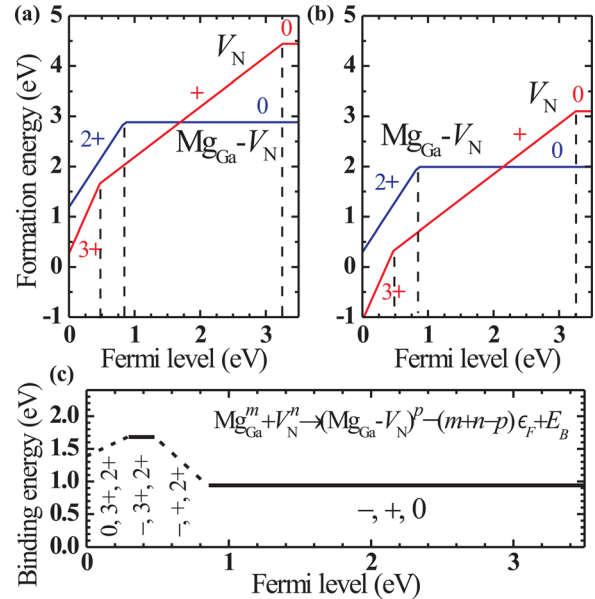 (a)
5
4
3
2
1
0
-1
Formation energy (eV)
0
V_N
+
0
2+
Mg_Ga-V_N
3+
0 1 2 3
Fermi level (eV)
(b)
5
4
3
2
1
0
-1
V_N
0
Mg_Ga-V_N
+
0
2+
3+
0 1 2 3
Fermi level (eV)
(c)
2.0
1.5
1.0
0.5
0.0
Binding energy (eV)
Mg_Ga^m+V_N^n→(Mg_Ga-V_N)^p−(m+n−p)ϵ_F+E_B
0, 3+, 2+
−, 3+, 2+
−, +, 2+
−, +, 0
0 1 2 3
Fermi level (eV)